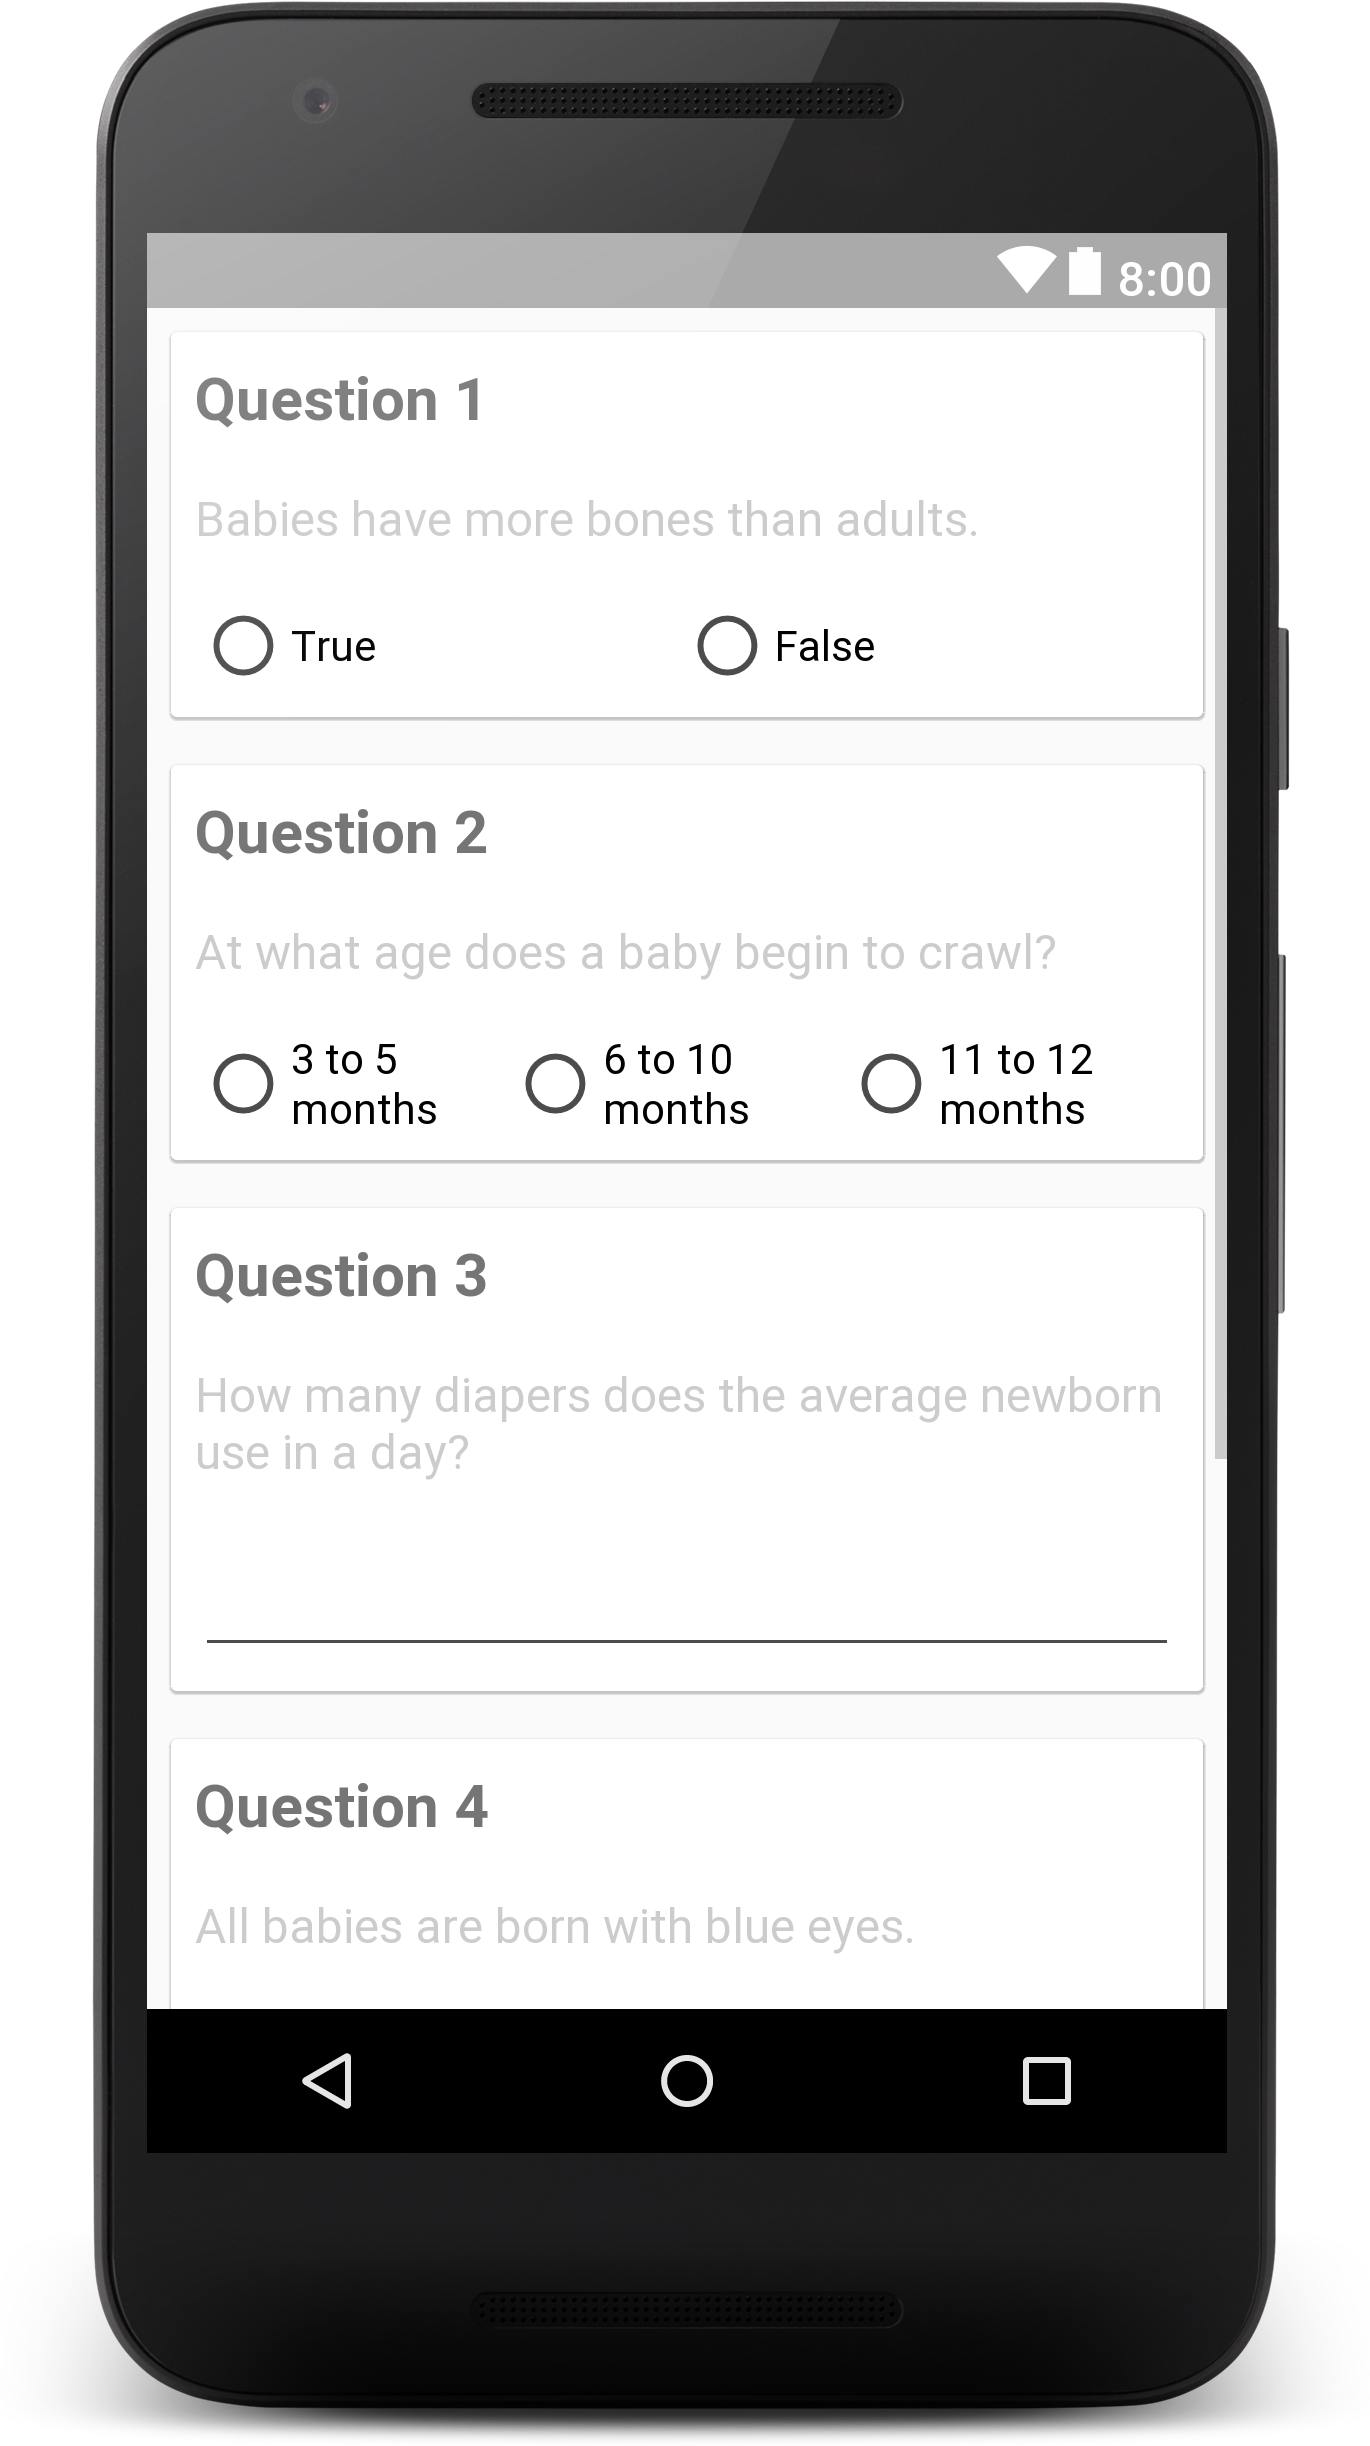 8:00
Question 1
Babies have more bones than adults.
True False
Question 2
At what age does a baby begin to crawl?
3 to 5 6 to 10 11 to 12
months months months
Question 3
How many diapers does the average newborn
use in a day?
Question 4
All babies are born with blue eyes.